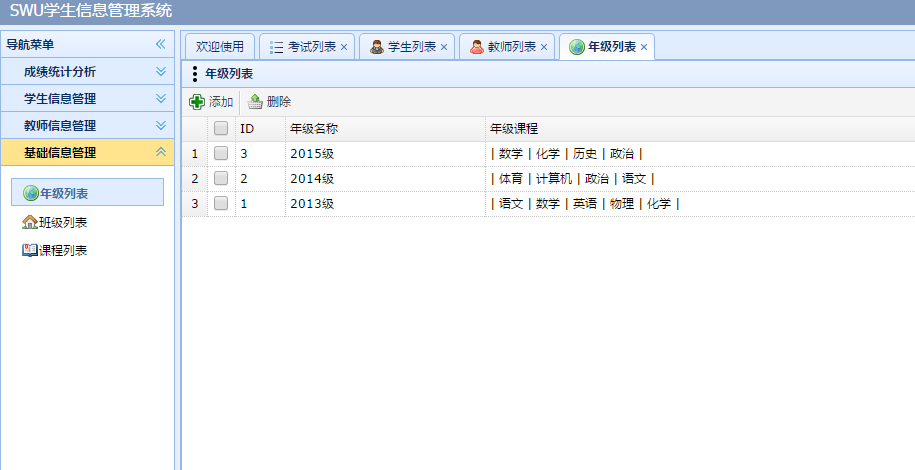 SWU学生信息管理系统
导航菜单
成绩统计分析
学生信息管理
教师信息管理
基础信息管理
年级列表
班级列表
课程列表
欢迎使用 考试列表 × 学生列表 × 教师列表 × 年级列表 ×
年级列表
添加 删除
ID 年级名称 年级课程
1 3 2015级 | 数学 | 化学 | 历史 | 政治 |
2 2 2014级 | 体育 | 计算机 | 政治 | 语文 |
3 1 2013级 | 语文 | 数学 | 英语 | 物理 | 化学 |